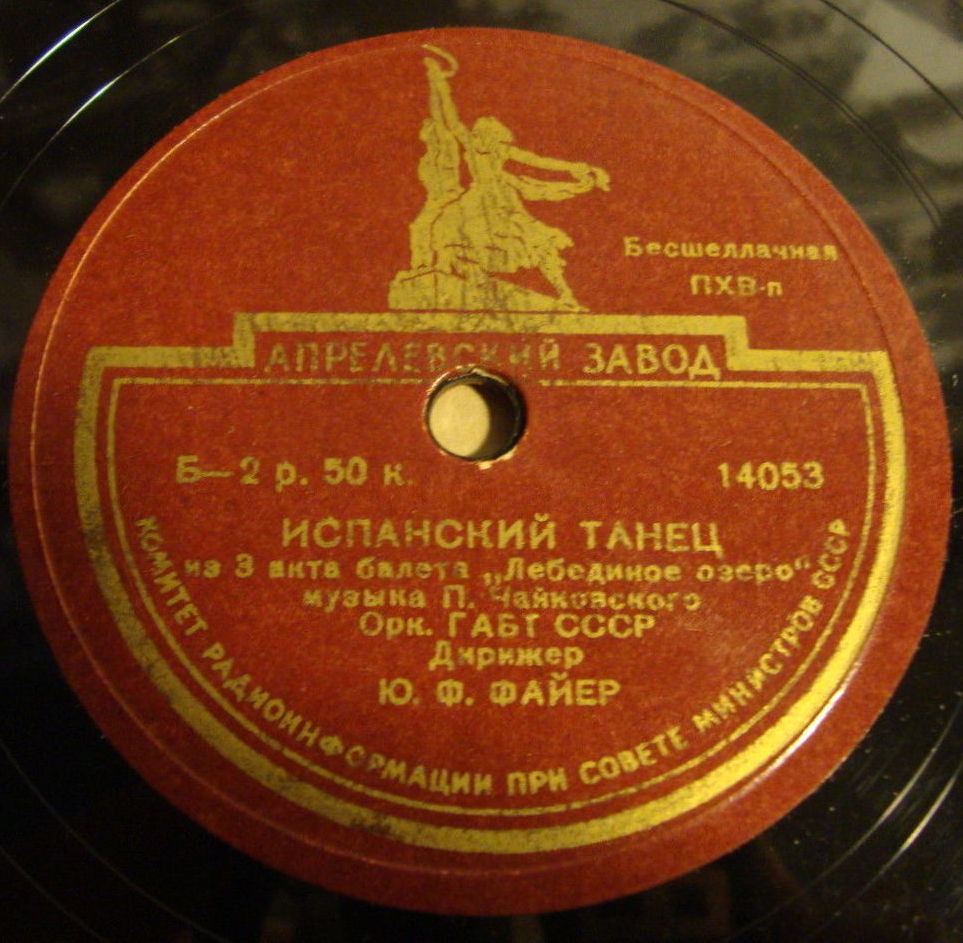 Бесшеллачная
ПХВ-п
АПРЕЛЕВСКИЙ ЗАВОД
Б—2 р. 50 к.
14053
ИСПАНСКИЙ ТАНЕЦ
из 3 акта балета „Лебединое озеро“
музыка П. Чайковского
Орк. ГАБТ СССР
Дирижер
Ю. Ф. ФАЙЕР
КОМИТЕТ РАДИОИНФОРМАЦИИ ПРИ СОВЕТЕ МИНИСТРОВ СССР